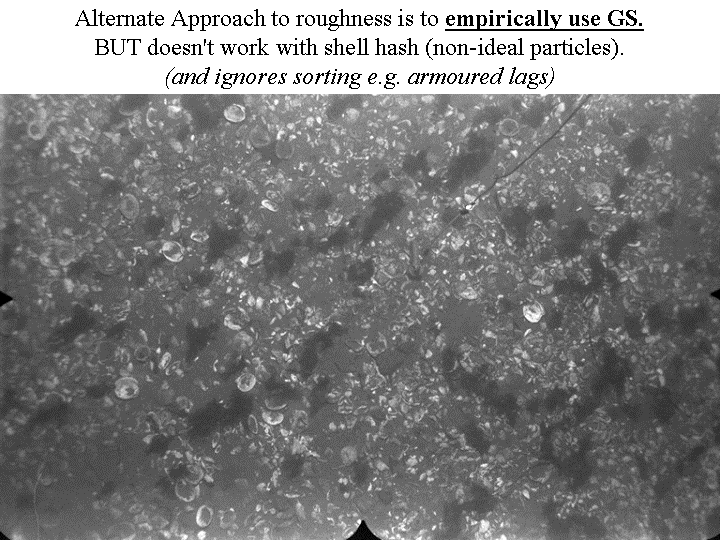 Alternate Approach to roughness is to empirically use GS.
BUT doesn't work with shell hash (non-ideal particles).
(and ignores sorting e.g. armoured lags)